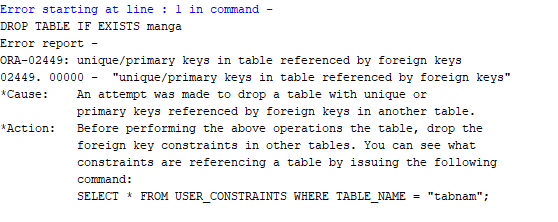 Error starting at line : 1 in command -
DROP TABLE IF EXISTS manga
Error report -
ORA-02449: unique/primary keys in table referenced by foreign keys
02449. 00000 -  "unique/primary keys in table referenced by foreign keys"
*Cause:    An attempt was made to drop a table with unique or
           primary keys referenced by foreign keys in another table.
*Action:   Before performing the above operations the table, drop the
           foreign key constraints in other tables. You can see what
           constraints are referencing a table by issuing the following
           command:
           SELECT * FROM USER_CONSTRAINTS WHERE TABLE_NAME = "tabnam";